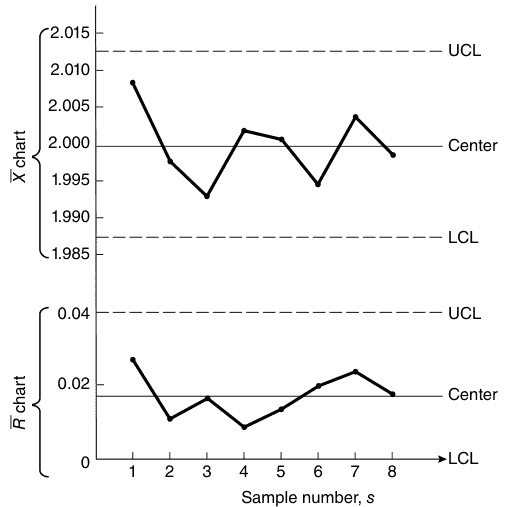 2.015
UCL
2.010
2.005
2.000
Center
1.995
1.990
LCL
1.985
X̅ chart
0.04
UCL
0.02
Center
0
LCL
R̅ chart
1 2 3 4 5 6 7 8
Sample number, s